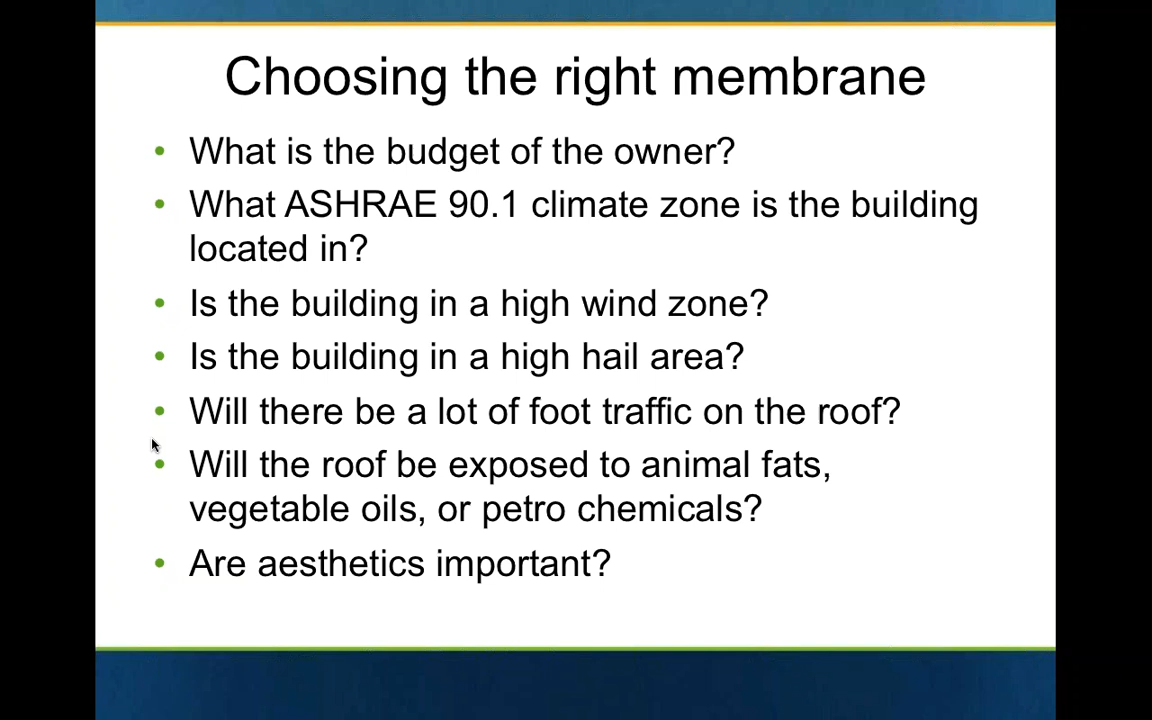 Choosing the right membrane
• What is the budget of the owner?
• What ASHRAE 90.1 climate zone is the building
located in?
• Is the building in a high wind zone?
• Is the building in a high hail area?
• Will there be a lot of foot traffic on the roof?
• Will the roof be exposed to animal fats,
vegetable oils, or petro chemicals?
• Are aesthetics important?